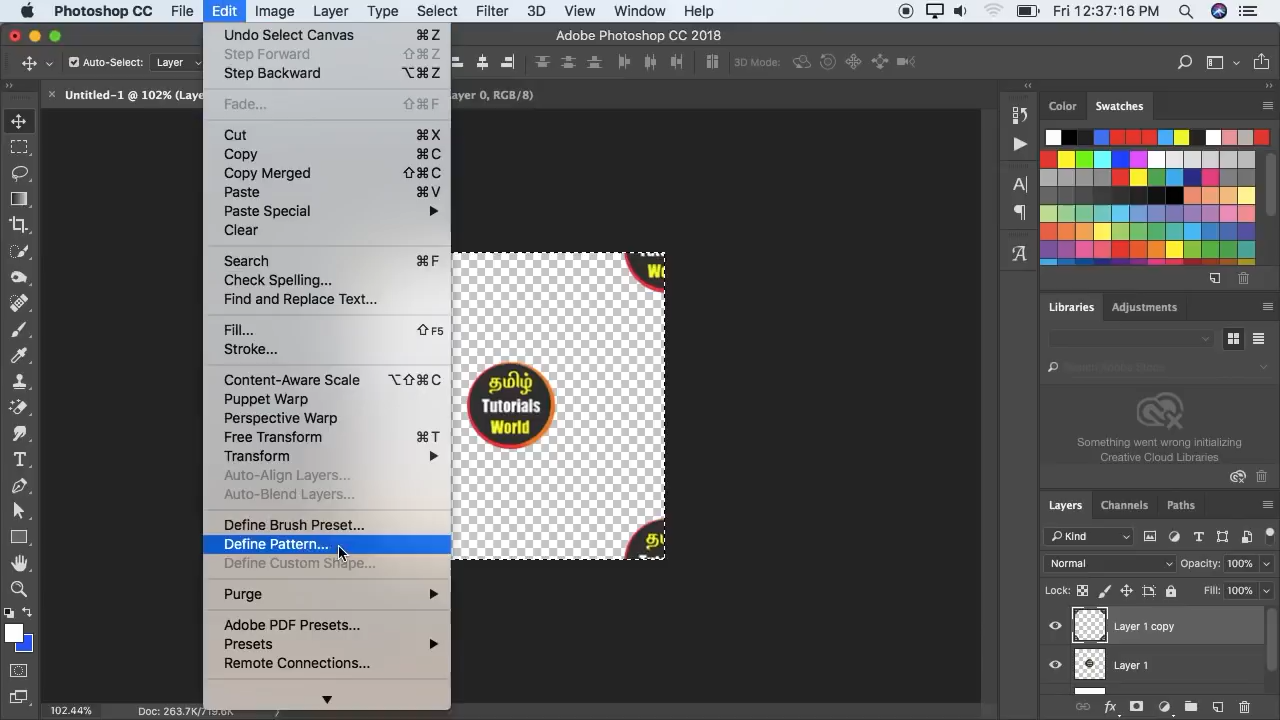 Photoshop CC File Edit Image Layer Type Select Filter 3D View Window Help Fri 12:37:16 PM
Adobe Photoshop CC 2018
Auto-Select: Layer 3D Mode:
Untitled-1 @ 102% (Laye ayer 0, RGB/8)
Undo Select Canvas ⌘Z
Step Forward ⇧⌘Z
Step Backward ⌥⌘Z
Fade... ⇧⌘F
Cut ⌘X
Copy ⌘C
Copy Merged ⇧⌘C
Paste ⌘V
Paste Special
Clear
Search ⌘F
Check Spelling...
Find and Replace Text...
Fill... ⇧F5
Stroke...
Content-Aware Scale ⌥⇧⌘C
Puppet Warp
Perspective Warp
Free Transform ⌘T
Transform
Auto-Align Layers...
Auto-Blend Layers...
Define Brush Preset...
Define Pattern...
Define Custom Shape...
Purge
Adobe PDF Presets...
Presets
Remote Connections...
தமிழ்
Tutorials
World
Color Swatches
Libraries Adjustments
Something went wrong initializing
Creative Cloud Libraries
Layers Channels Paths
Kind
Normal Opacity: 100%
Lock: Fill: 100%
Layer 1 copy
Layer 1
102.44% Doc: 263.7K/719.6K